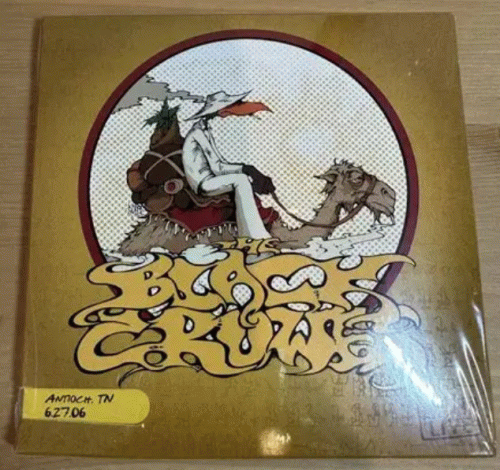 THE
BLACK
CROWES
ANTIOCH. TN
6.27.06
LIVE